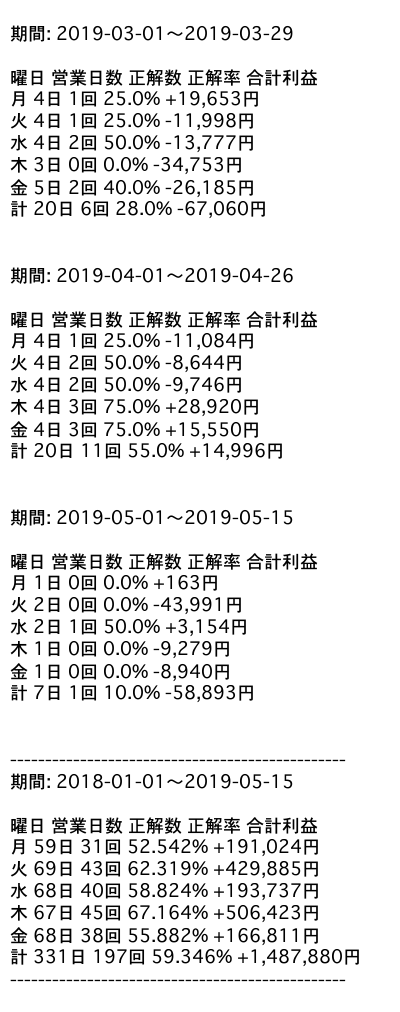 期間: 2019-03-01〜2019-03-29
曜日 営業日数 正解数 正解率 合計利益
月 4日 1回 25.0% +19,653円
火 4日 1回 25.0% -11,998円
水 4日 2回 50.0% -13,777円
木 3日 0回 0.0% -34,753円
金 5日 2回 40.0% -26,185円
計 20日 6回 28.0% -67,060円
期間: 2019-04-01〜2019-04-26
曜日 営業日数 正解数 正解率 合計利益
月 4日 1回 25.0% -11,084円
火 4日 2回 50.0% -8,644円
水 4日 2回 50.0% -9,746円
木 4日 3回 75.0% +28,920円
金 4日 3回 75.0% +15,550円
計 20日 11回 55.0% +14,996円
期間: 2019-05-01〜2019-05-15
曜日 営業日数 正解数 正解率 合計利益
月 1日 0回 0.0% +163円
火 2日 0回 0.0% -43,991円
水 2日 1回 50.0% +3,154円
木 1日 0回 0.0% -9,279円
金 1日 0回 0.0% -8,940円
計 7日 1回 10.0% -58,893円
------------------------------------------------
期間: 2018-01-01〜2019-05-15
曜日 営業日数 正解数 正解率 合計利益
月 59日 31回 52.542% +191,024円
火 69日 43回 62.319% +429,885円
水 68日 40回 58.824% +193,737円
木 67日 45回 67.164% +506,423円
金 68日 38回 55.882% +166,811円
計 331日 197回 59.346% +1,487,880円
------------------------------------------------